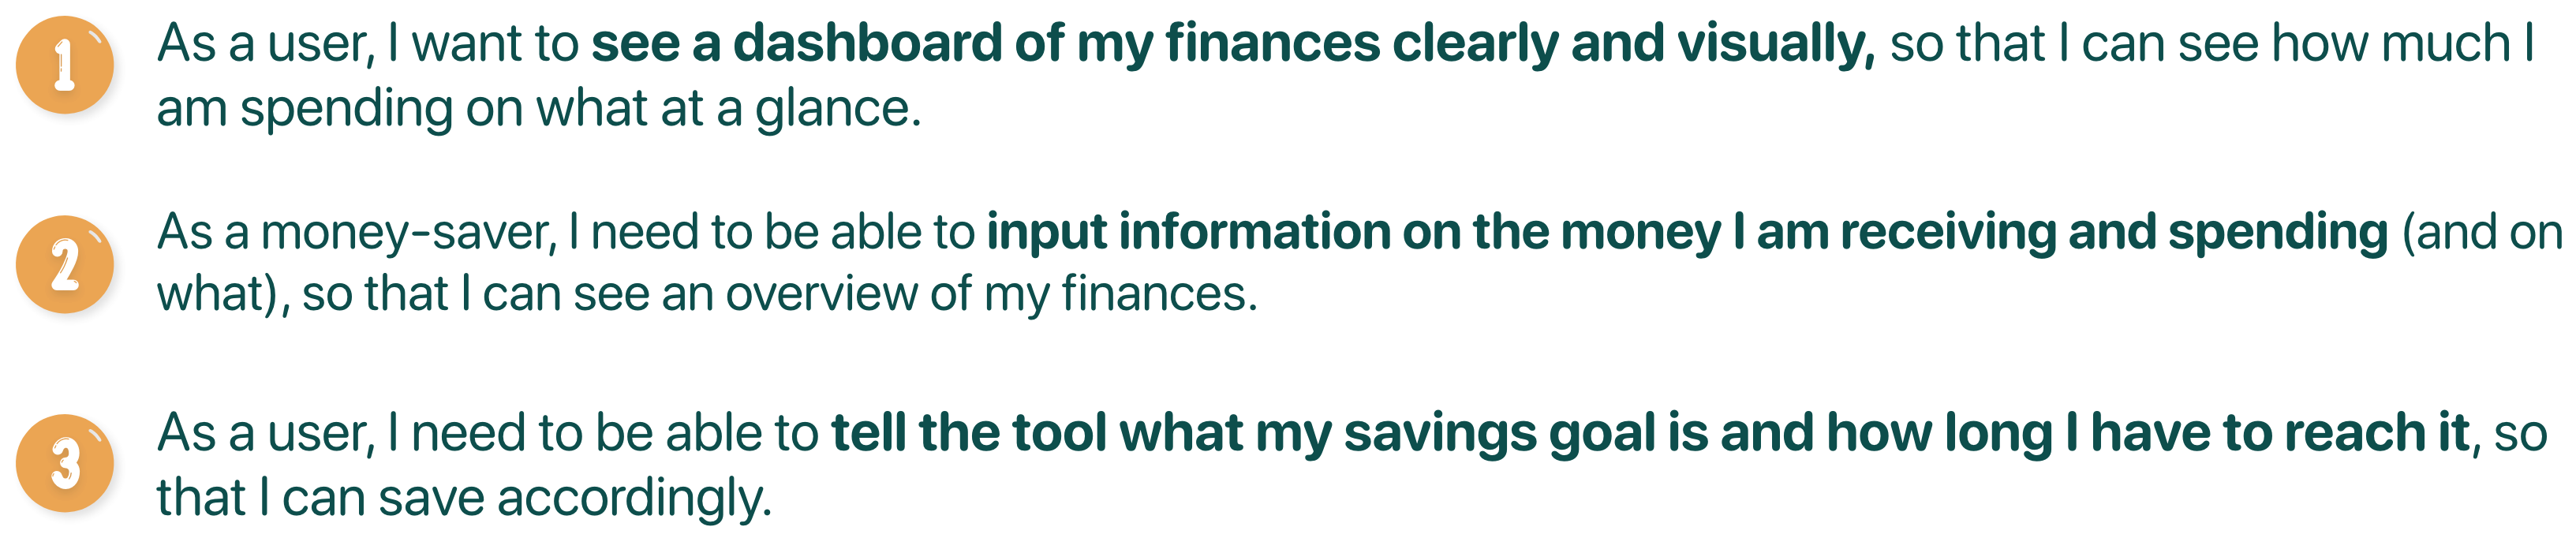 1
As a user, I want to see a dashboard of my finances clearly and visually, so that I can see how much I
am spending on what at a glance.
2
As a money-saver, I need to be able to input information on the money I am receiving and spending (and on
what), so that I can see an overview of my finances.
3
As a user, I need to be able to tell the tool what my savings goal is and how long I have to reach it, so
that I can save accordingly.